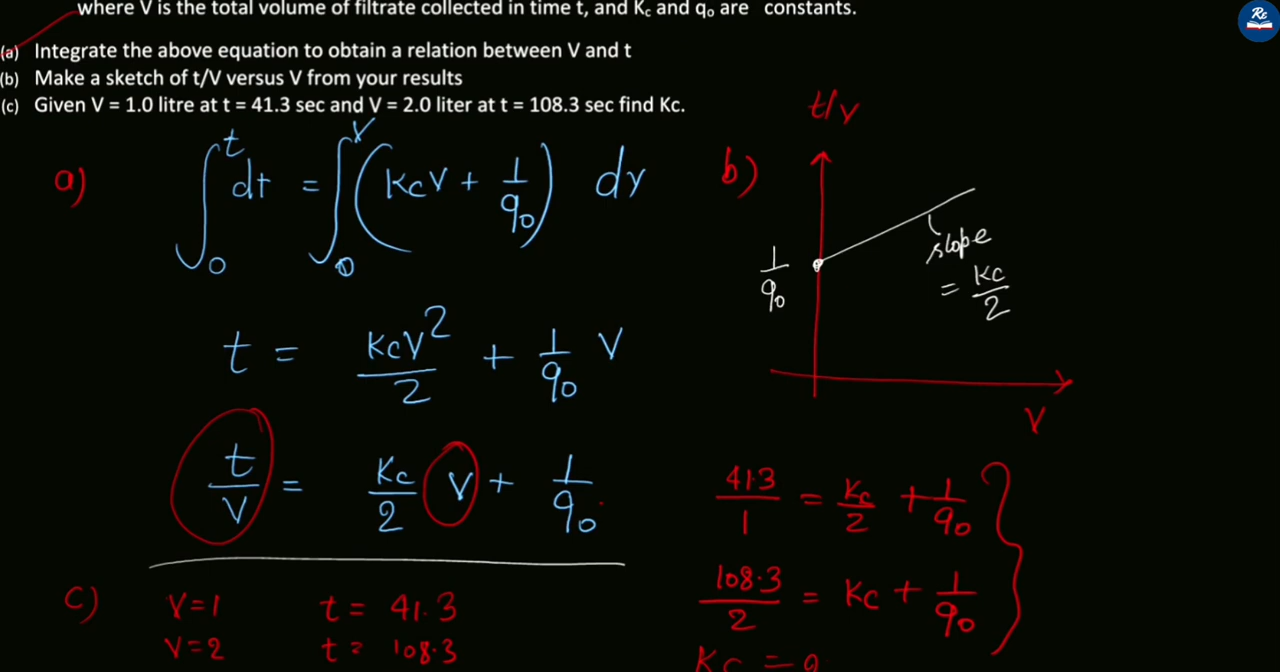 where V is the total volume of filtrate collected in time t, and Kc and qo are constants.
(a) Integrate the above equation to obtain a relation between V and t
(b) Make a sketch of t/V versus V from your results
(c) Given V = 1.0 litre at t = 41.3 sec and V = 2.0 liter at t = 108.3 sec find Kc.
a) ∫₀ᵗ dt = ∫₀ⱽ (KcV + 1/q₀) dV
t = KcV²/2 + 1/q₀ V
t/V = Kc/2 V + 1/q₀
b) t/V
1/q₀
slope
= Kc/2
V
c) V=1 t = 41.3
V=2 t = 108.3
41.3/1 = Kc/2 + 1/q₀
108.3/2 = Kc + 1/q₀
Kc =
Rc